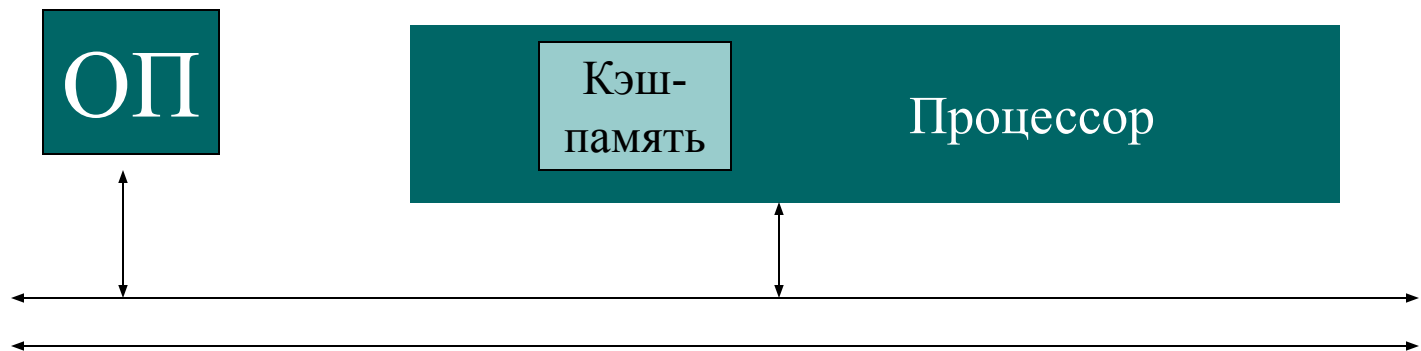 ОП
Кэш-
память
Процессор